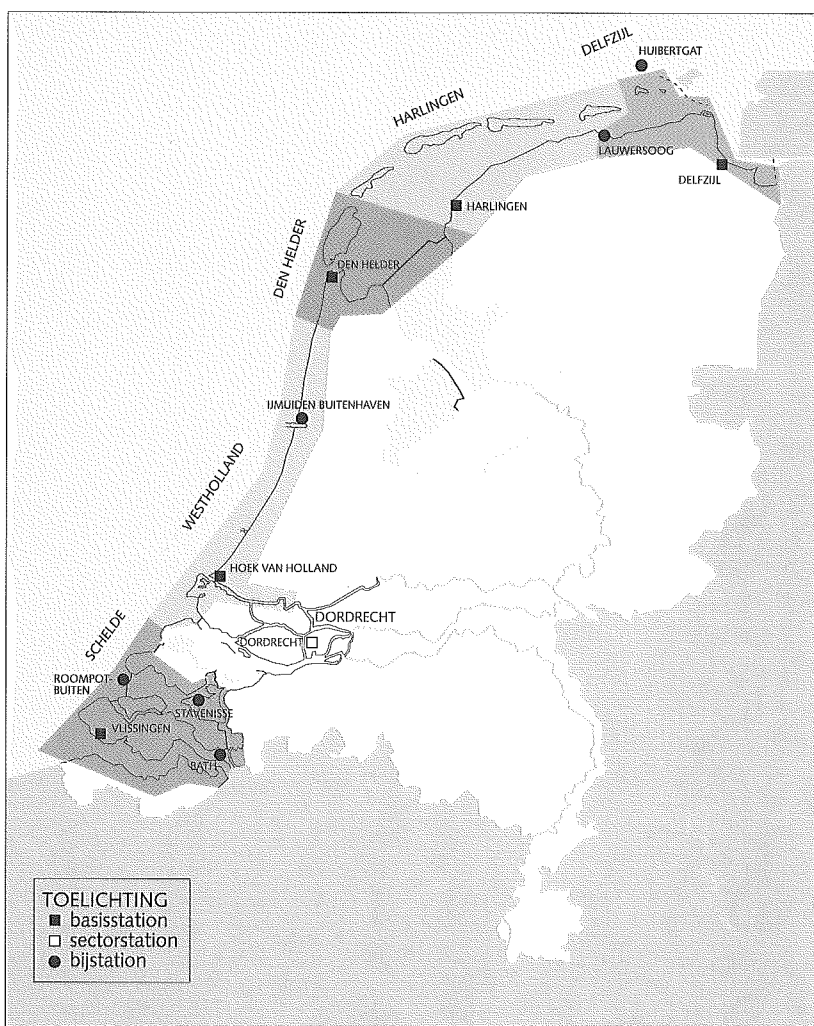 DELFZIJL
HUIBERTGAT
HARLINGEN
LAUWERSOOG
DELFZIJL
HARLINGEN
DEN HELDER
DEN HELDER
IJMUIDEN BUITENHAVEN
WESTHOLLAND
HOEK VAN HOLLAND
DORDRECHT
DORDRECHT
SCHELDE
ROOMPOT-
BUITEN
STAVENISSE
VLISSINGEN
BATH
TOELICHTING
basisstation
sectorstation
bijstation